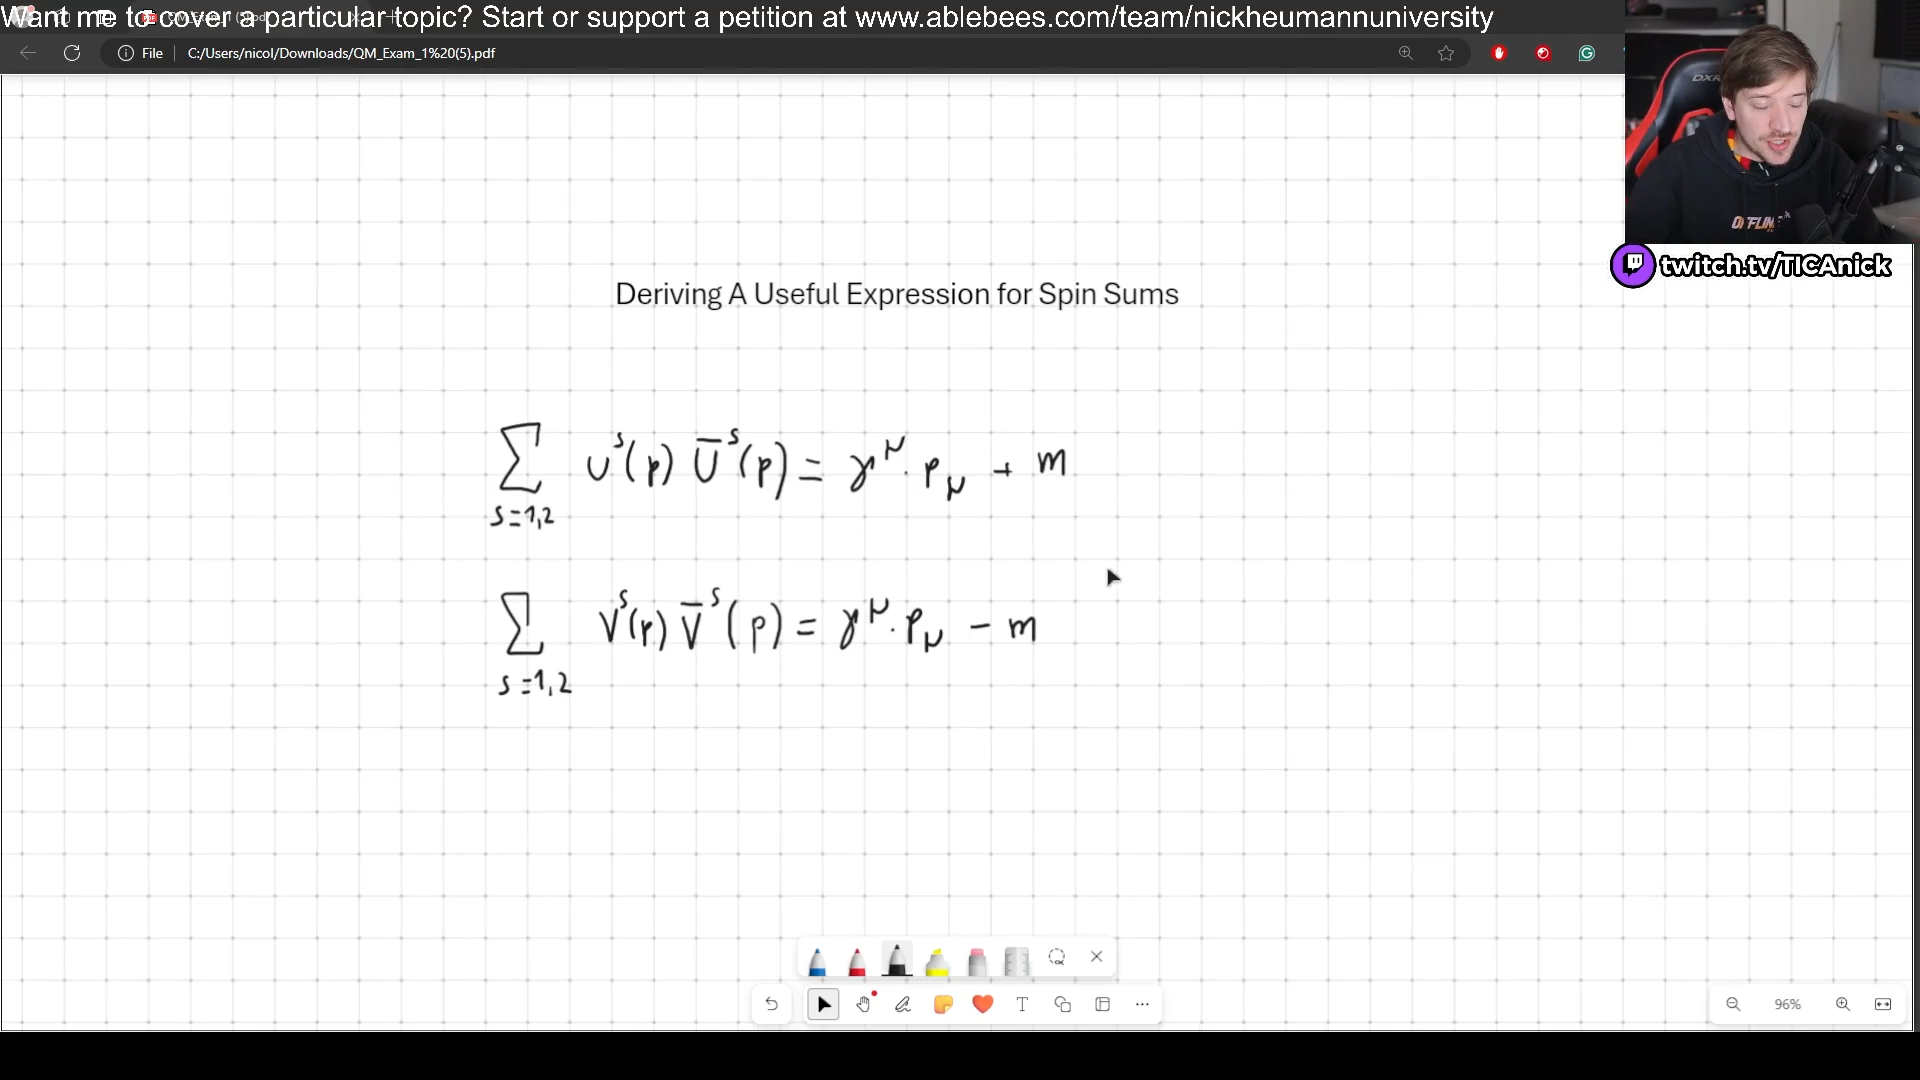 Want me to cover a particular topic? Start or support a petition at www.ablebees.com/team/nickheumannuniversity
File C:/Users/nicol/Downloads/QM_Exam_1%20(5).pdf
DXR
OFFLIN
twitch.tv/TICAnick
Deriving A Useful Expression for Spin Sums
∑ u^s(p) ū^s(p) = γ^μ · p_μ + m
s=1,2
∑ v^s(p) v̄^s(p) = γ^μ · p_μ − m
s=1,2
96%